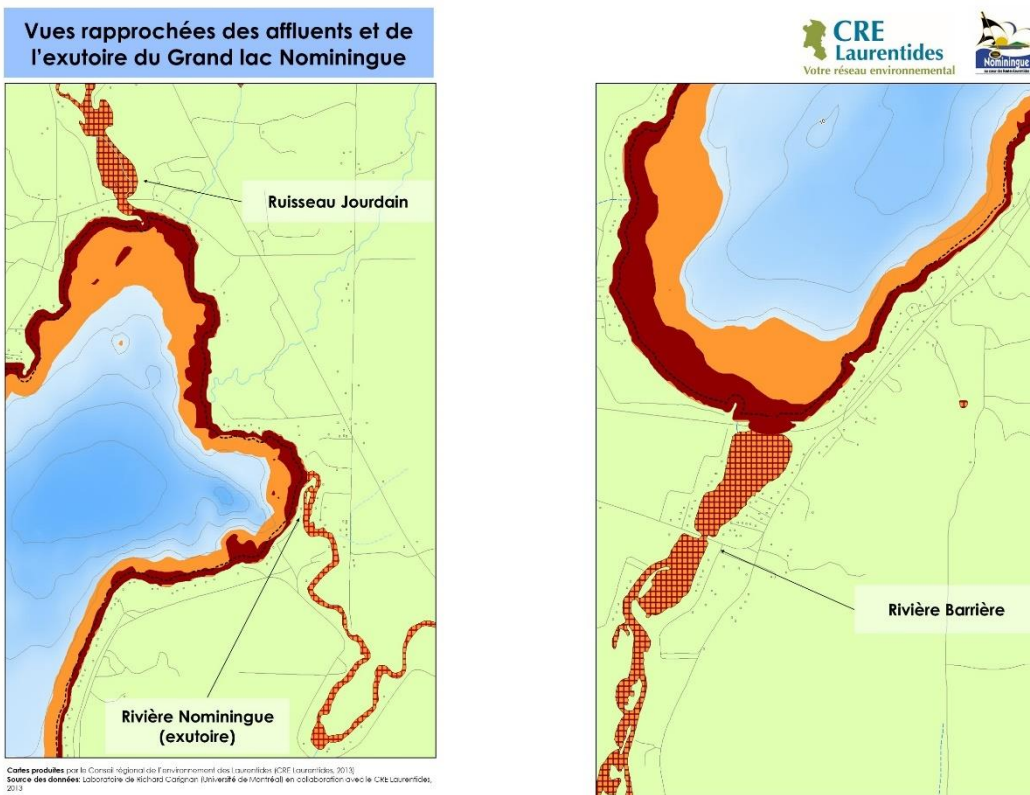 Vues rapprochées des affluents et de
l'exutoire du Grand lac Nominingue
CRE
Laurentides
Votre réseau environnemental
Nominingue
Ruisseau Jourdain
Rivière Nominingue
(exutoire)
Rivière Barrière
Cartes produites par le Conseil régional de l'environnement des Laurentides (CRE Laurentides, 2013)
Source des données: Laboratoire de Richard Carignan (Université de Montréal) en collaboration avec le CRE Laurentides,
2013